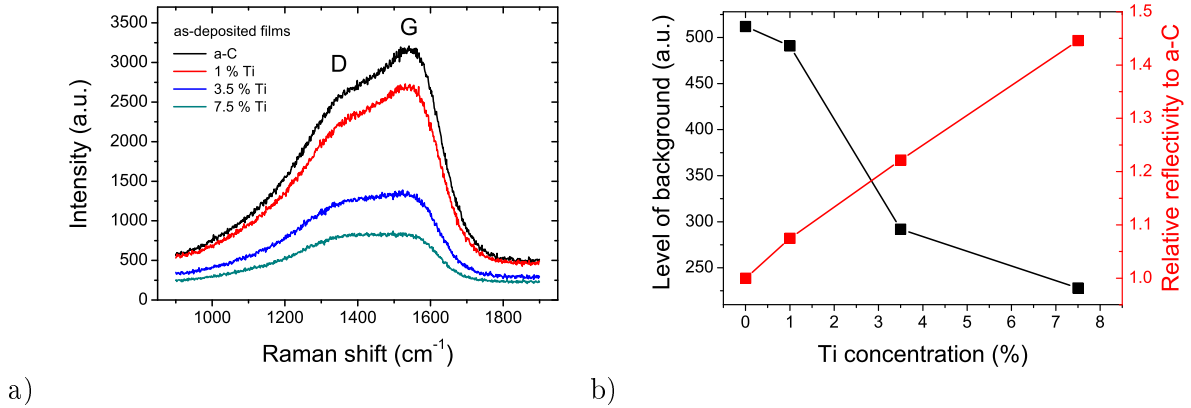 as-deposited films
a-C
1 % Ti
3.5 % Ti
7.5 % Ti
D
G
Intensity (a.u.)
3500
3000
2500
2000
1500
1000
500
0
1000 1200 1400 1600 1800
Raman shift (cm⁻¹)
a)
Level of background (a.u.)
500
450
400
350
300
250
0 1 2 3 4 5 6 7 8
Ti concentration (%)
1.5
1.4
1.3
1.2
1.1
1.0
Relative reflectivity to a-C
b)